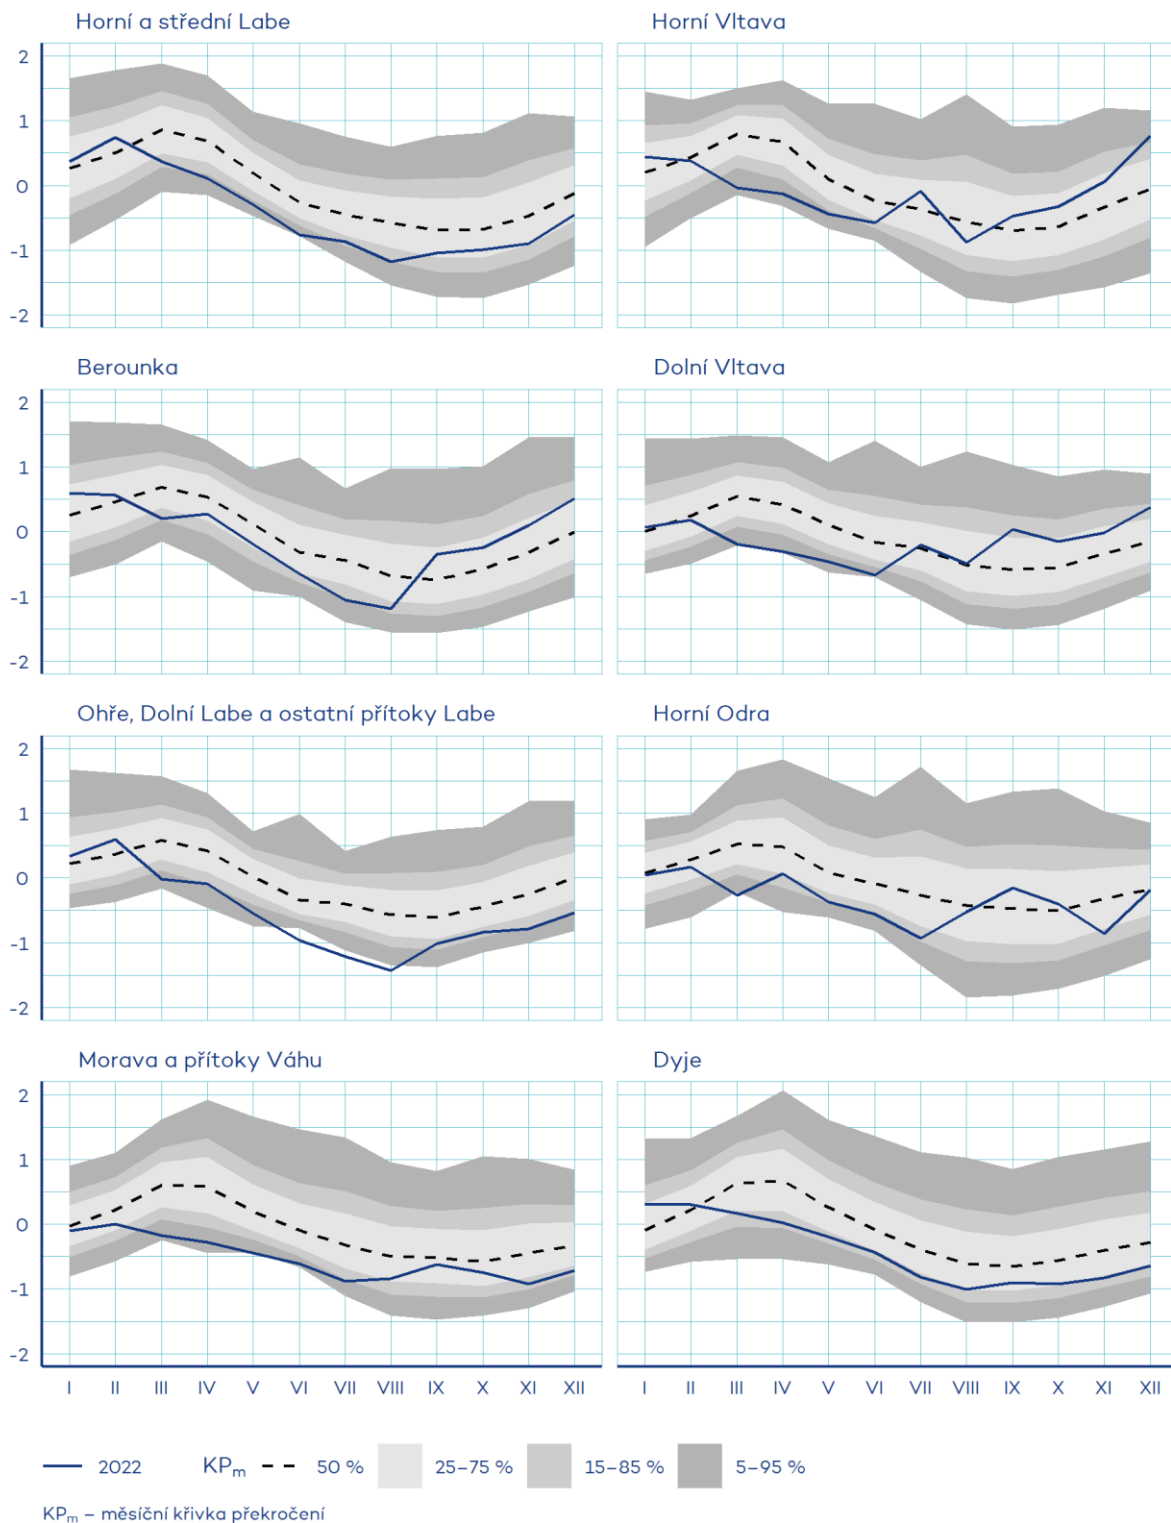 Horní a střední Labe
Horní Vltava
2
1
0
-1
-2
Berounka
Dolní Vltava
2
1
0
-1
-2
Ohře, Dolní Labe a ostatní přítoky Labe
Horní Odra
2
1
0
-1
-2
Morava a přítoky Váhu
Dyje
2
1
0
-1
-2
I II III IV V VI VII VIII IX X XI XII
I II III IV V VI VII VIII IX X XI XII
2022 KPm 50 % 25–75 % 15–85 % 5–95 %
KPm – měsíční křivka překročení